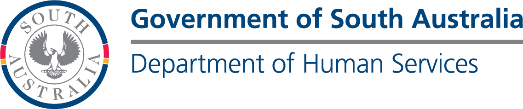 SOUTH
AUSTRALIA
Government of South Australia
Department of Human Services